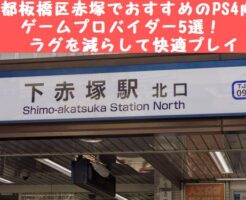 都板橋区赤塚でおすすめのPS4
ゲームプロバイダー5選！
ラグを減らして快適プレイ
下赤塚駅 北口
Shimo-akatsuka Station North
TJ
09